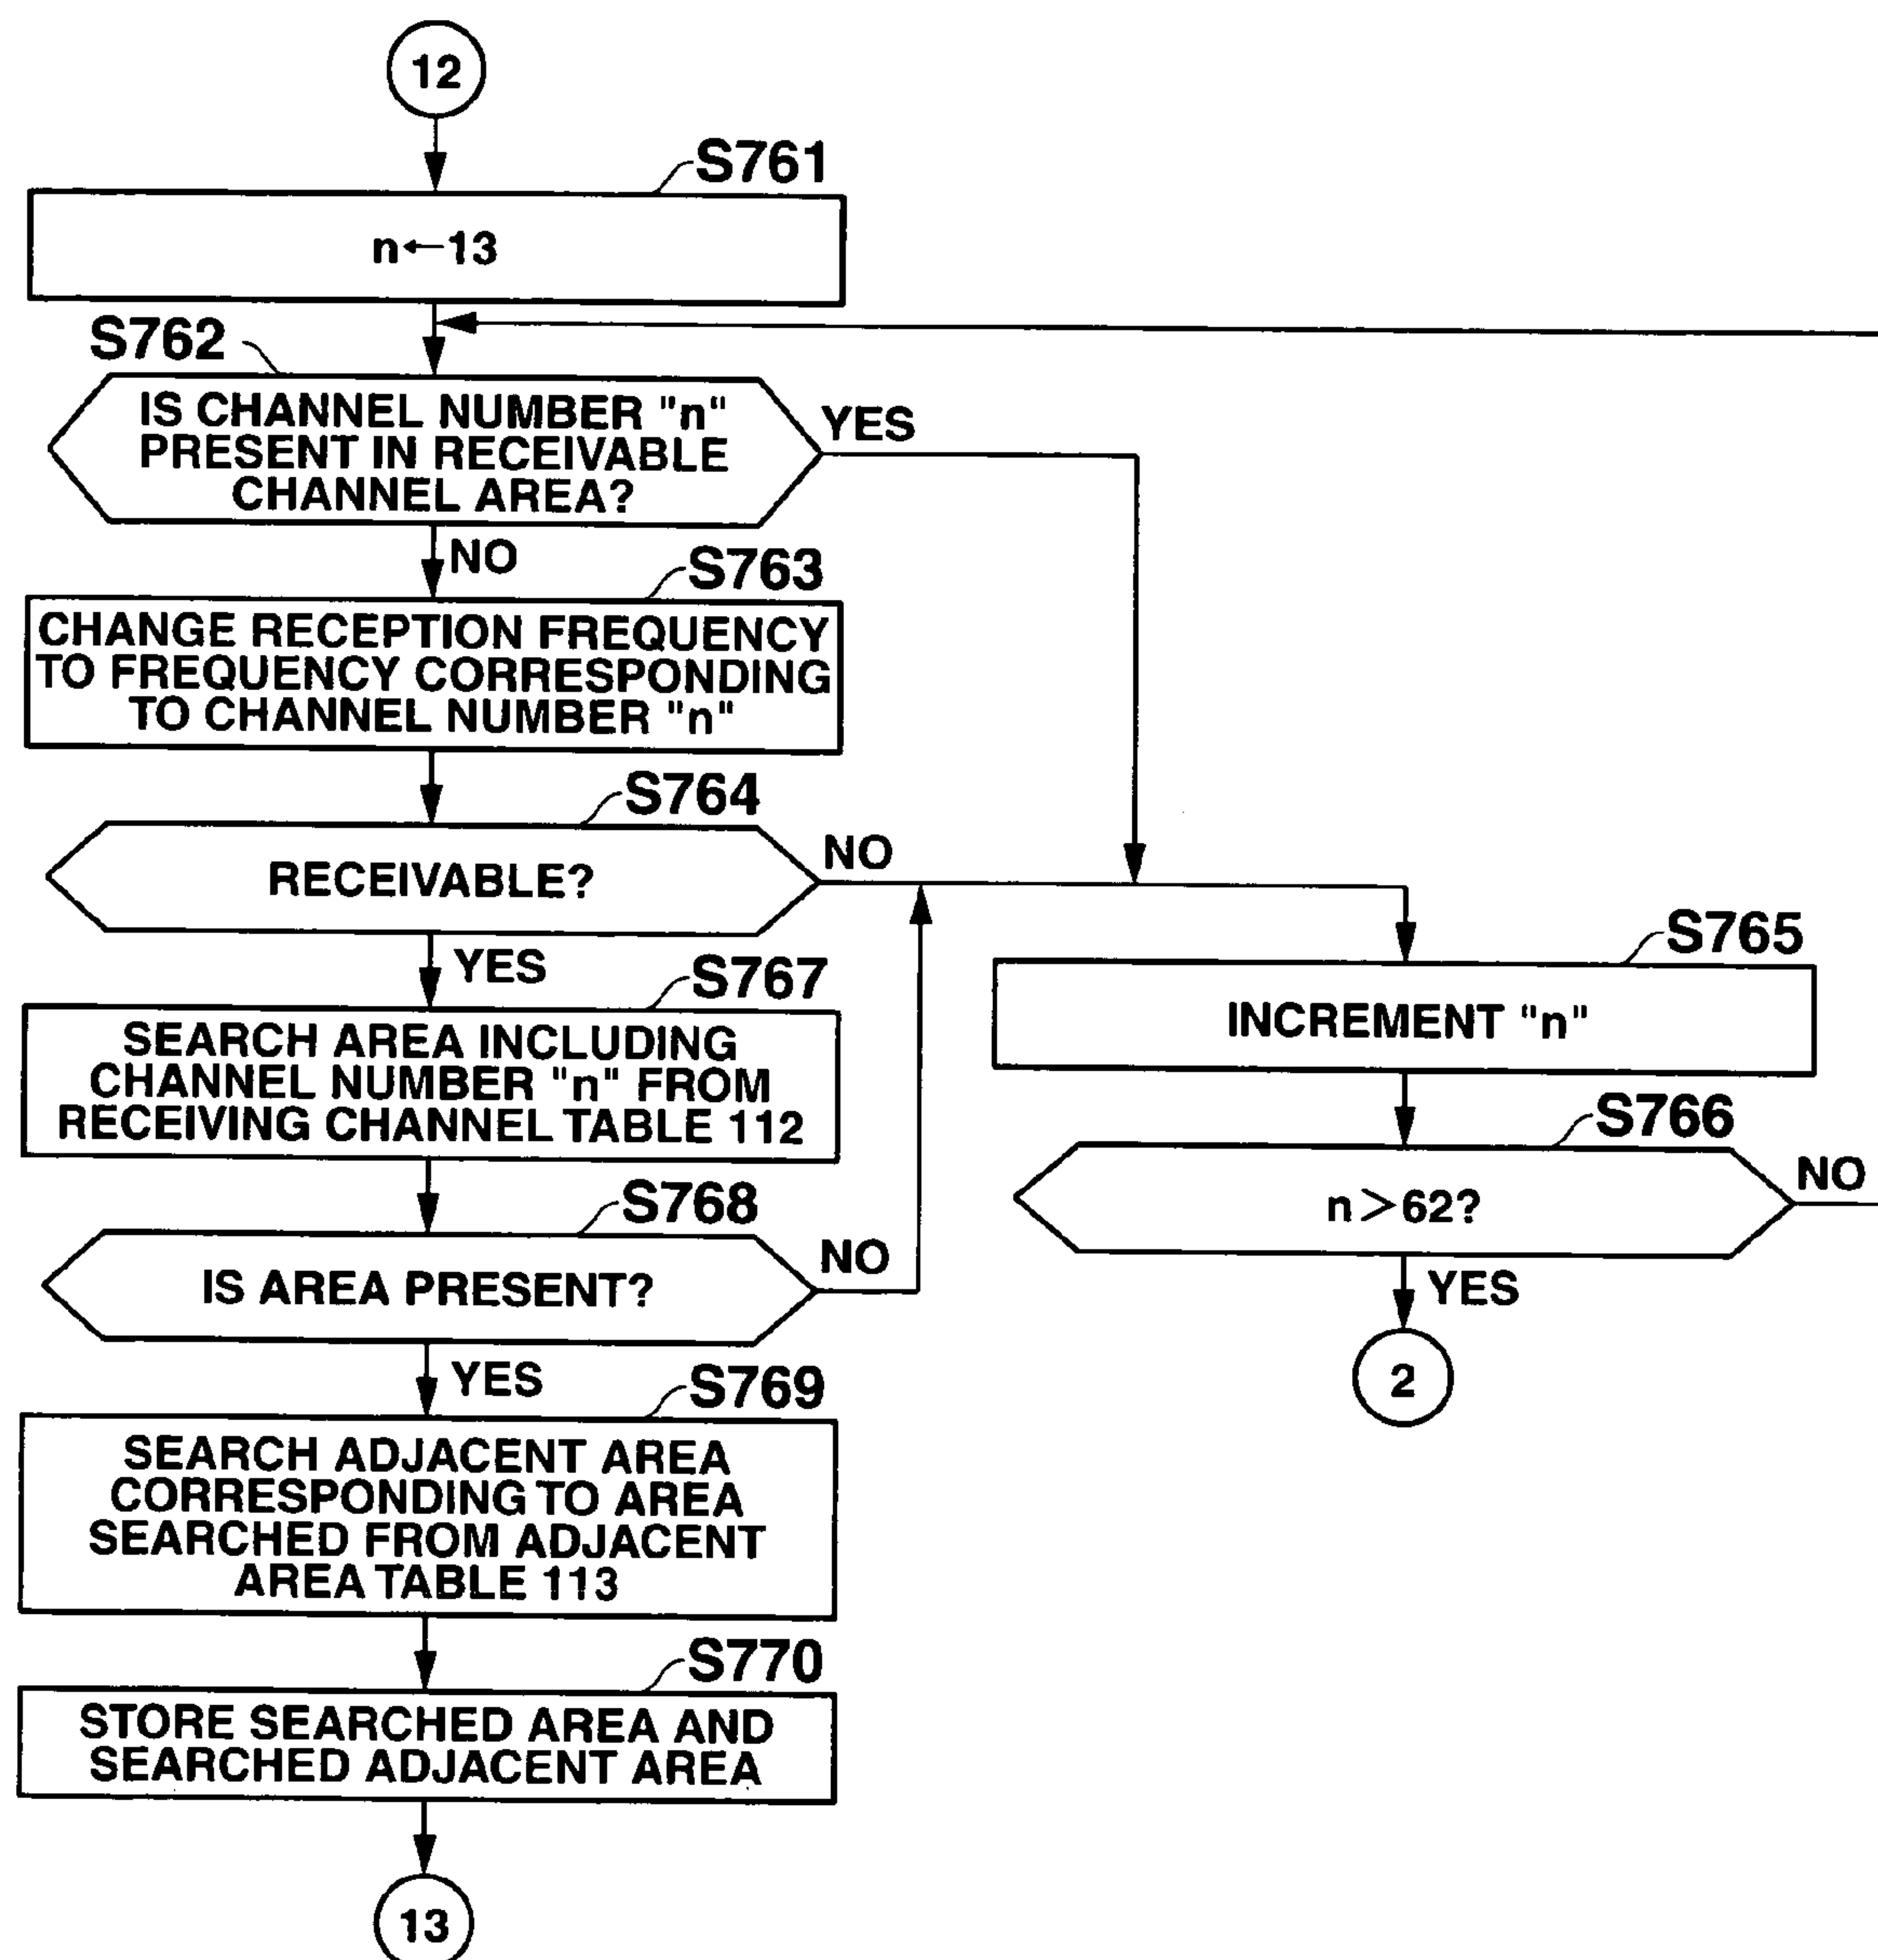 12
S761
n←13
S762
IS CHANNEL NUMBER "n"
PRESENT IN RECEIVABLE
CHANNEL AREA?
YES
NO
S763
CHANGE RECEPTION FREQUENCY
TO FREQUENCY CORRESPONDING
TO CHANNEL NUMBER "n"
S764
RECEIVABLE?
NO
YES
S765
INCREMENT "n"
S766
n>62?
NO
YES
2
S767
SEARCH AREA INCLUDING
CHANNEL NUMBER "n" FROM
RECEIVING CHANNEL TABLE 112
S768
IS AREA PRESENT?
NO
YES
S769
SEARCH ADJACENT AREA
CORRESPONDING TO AREA
SEARCHED FROM ADJACENT
AREA TABLE 113
S770
STORE SEARCHED AREA AND
SEARCHED ADJACENT AREA
13